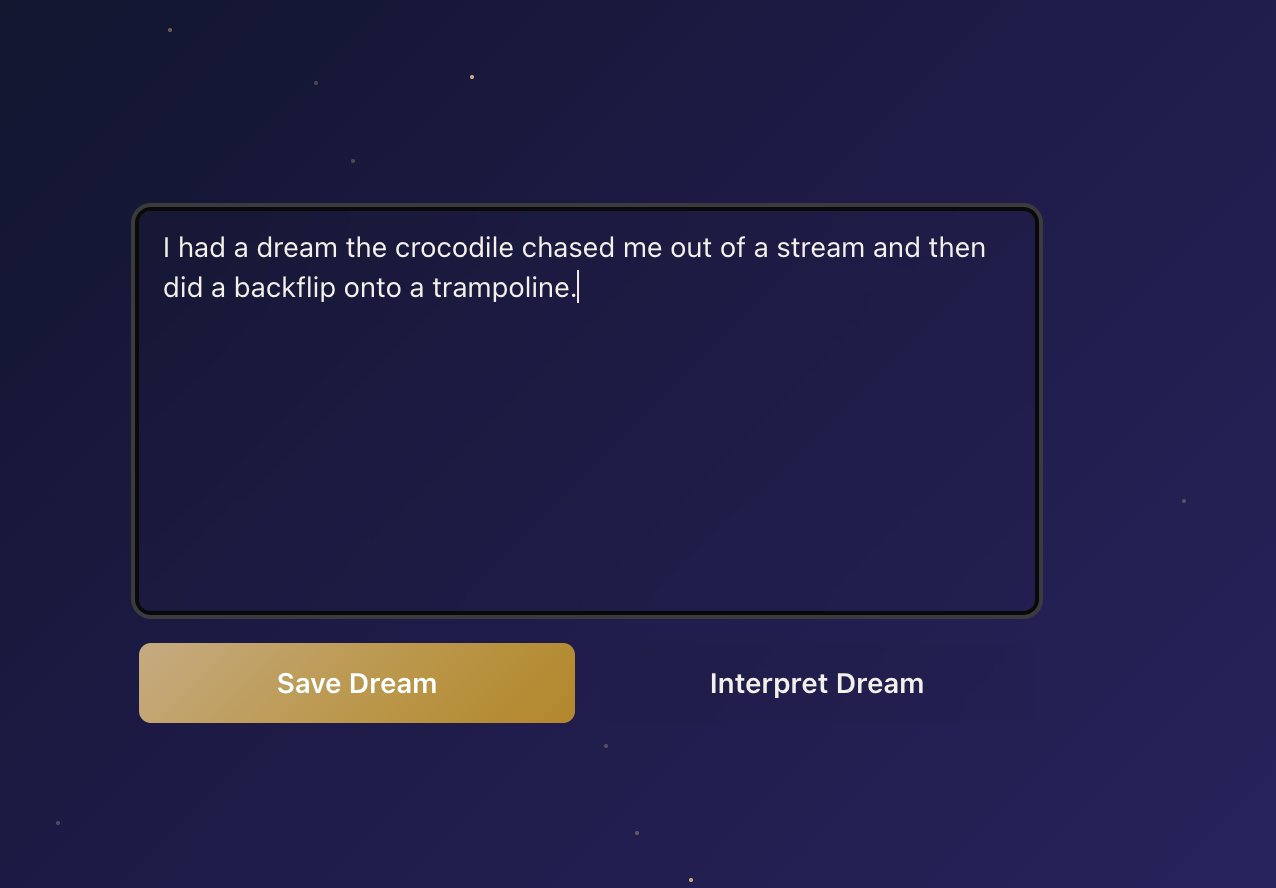 I had a dream the crocodile chased me out of a stream and then
did a backflip onto a trampoline.
Save Dream
Interpret Dream